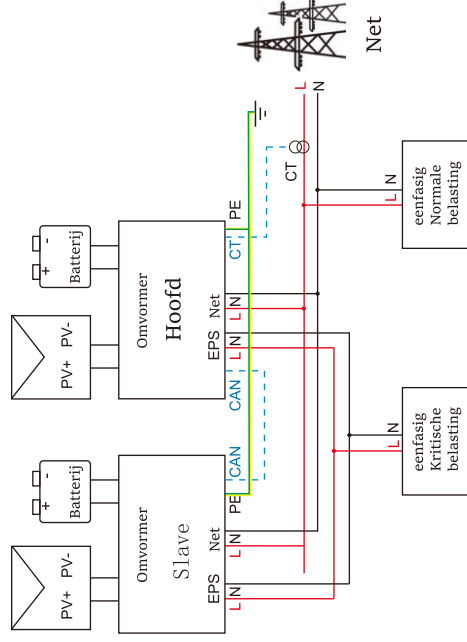 Net
L
N
CT
Batterij
+ -
PV+ PV-
Omvormer
Hoofd
EPS
Net
L N
L N
CAN
CT
PE
Batterij
+ -
PV+ PV-
Omvormer
Slave
EPS
Net
L N
L N
PE
CAN
L
N
eenfasig
Normale
belasting
L
N
eenfasig
Kritische
belasting